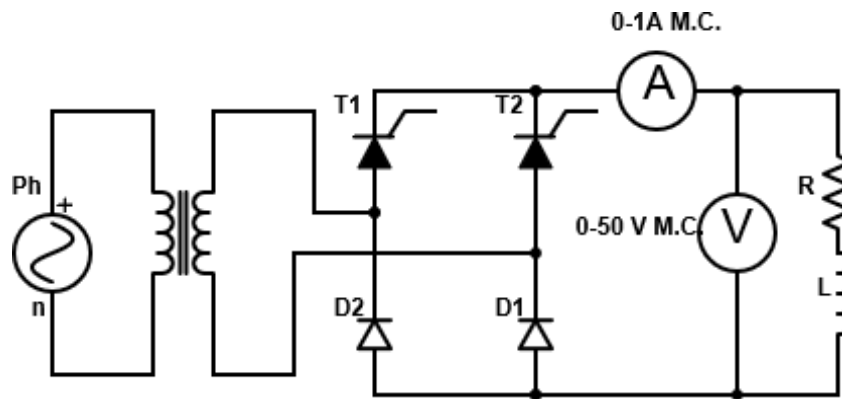 0-1A M.C.
T1
T2
A
Ph
+
R
0-50 V M.C.
V
n
D2
D1
L